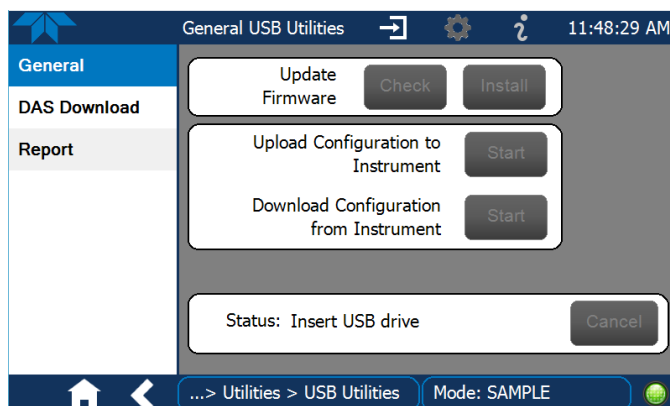 General USB Utilities
11:48:29 AM
General
DAS Download
Report
Update
Firmware
Check
Install
Upload Configuration to
Instrument
Start
Download Configuration
from Instrument
Start
Status: Insert USB drive
Cancel
...> Utilities > USB Utilities
Mode: SAMPLE